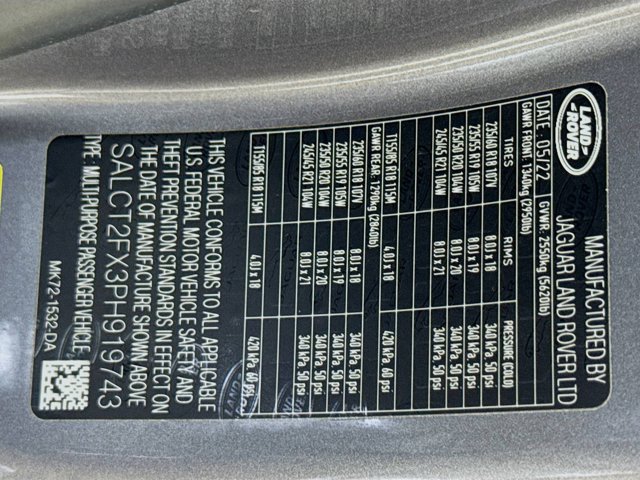 LAND-
ROVER
MANUFACTURED BY
JAGUAR LAND ROVER LTD
DATE: 05/22 GVWR: 2550kg (5620lb)
GAWR FRONT: 1340kg (2950lb)
TIRES RIMS PRESSURE (COLD)
235/60 R18 107V 8.0J x 18 340 kPa, 50 psi
235/55 R19 105V 8.0J x 19 340 kPa, 50 psi
235/50 R20 104W 8.0J x 20 340 kPa, 50 psi
245/45 R21 104W 8.0J x 21 340 kPa, 50 psi
T155/85 R18 115M 4.0J x 18 420 kPa, 60 psi
GAWR REAR: 1290kg (2840lb)
235/60 R18 107V 8.0J x 18 340 kPa, 50 psi
235/55 R19 105V 8.0J x 19 340 kPa, 50 psi
235/50 R20 104W 8.0J x 20 340 kPa, 50 psi
245/45 R21 104W 8.0J x 21 340 kPa, 50 psi
T155/85 R18 115M 4.0J x 18 420 kPa, 60 psi
THIS VEHICLE CONFORMS TO ALL APPLICABLE
U.S. FEDERAL MOTOR VEHICLE SAFETY AND
THEFT PREVENTION STANDARDS IN EFFECT ON
THE DATE OF MANUFACTURE SHOWN ABOVE
SALCT2FX3PH919743
TYPE: MULTIPURPOSE PASSENGER VEHICLE
MK72-1532-DA